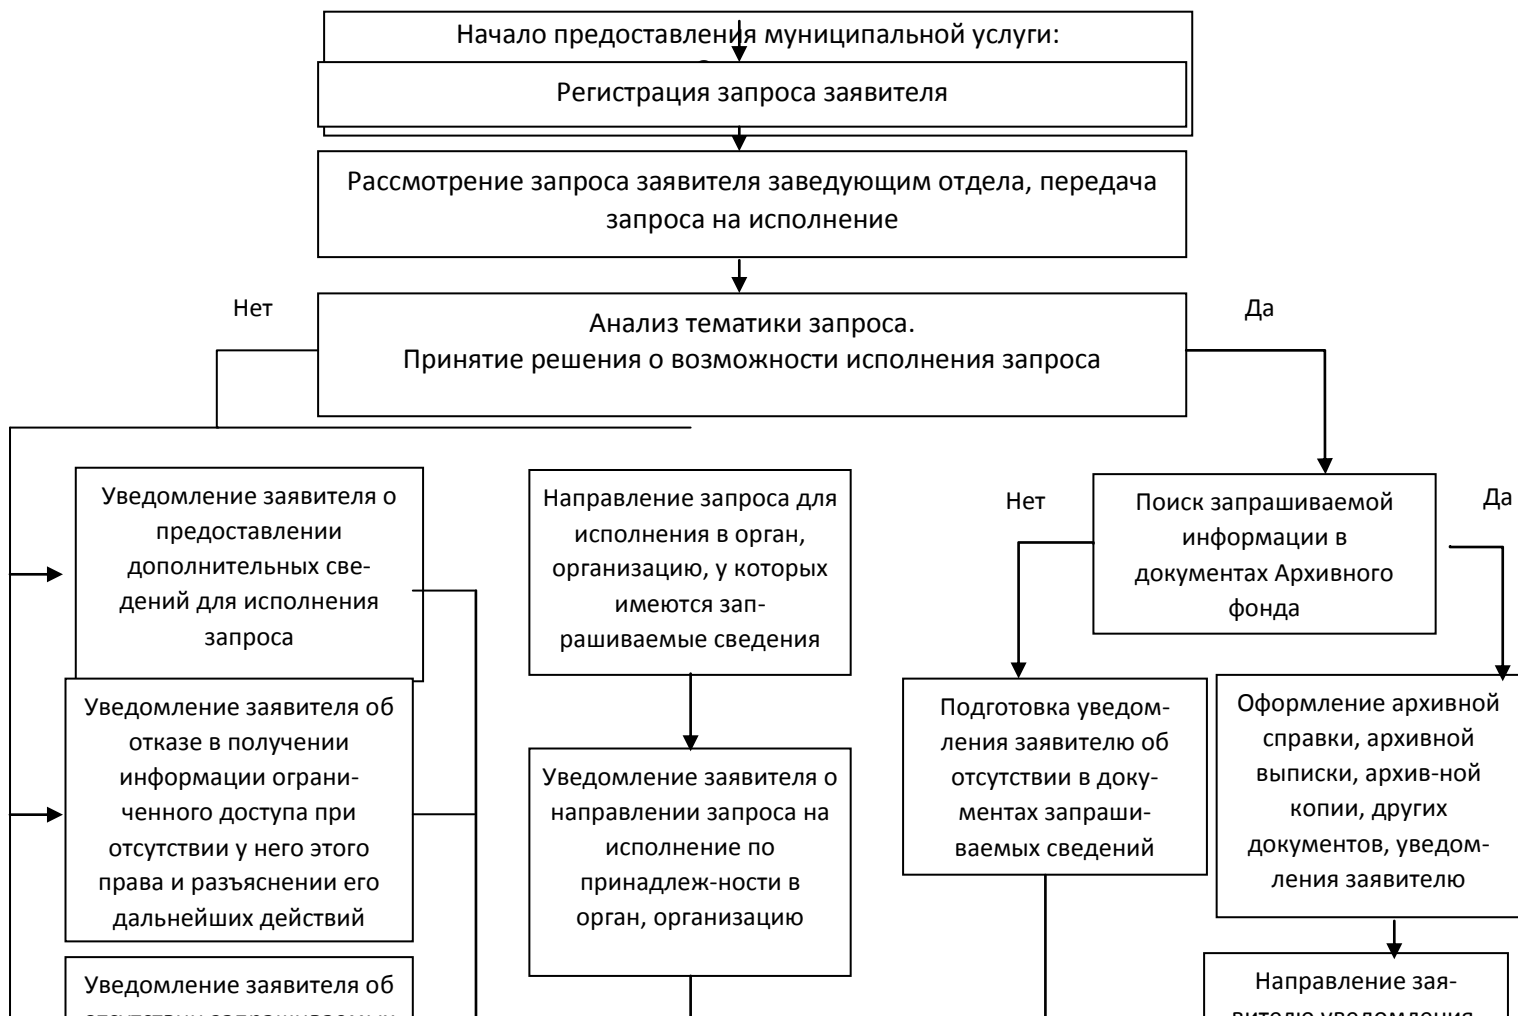 Начало предоставления муниципальной услуги:
Регистрация запроса заявителя
Рассмотрение запроса заявителя заведующим отдела, передача
запроса на исполнение
Нет
Да
Анализ тематики запроса.
Принятие решения о возможности исполнения запроса
Уведомление заявителя о
предоставлении
дополнительных све-
дений для исполнения
запроса
Направление запроса для
исполнения в орган,
организацию, у которых
имеются зап-
рашиваемые сведения
Нет
Поиск запрашиваемой
информации в
документах Архивного
фонда
Да
Уведомление заявителя об
отказе в получении
информации ограни-
ченного доступа при
отсутствии у него этого
права и разъяснении его
дальнейших действий
Уведомление заявителя о
направлении запроса на
исполнение по
принадлеж-ности в
орган, организацию
Подготовка уведом-
ления заявителю об
отсутствии в доку-
ментах запраши-
ваемых сведений
Оформление архивной
справки, архивной
выписки, архив-ной
копии, других
документов, уведом-
ления заявителю
Уведомление заявителя об
отсутствии запрашиваемых
Направление зая-
вителю уведомления